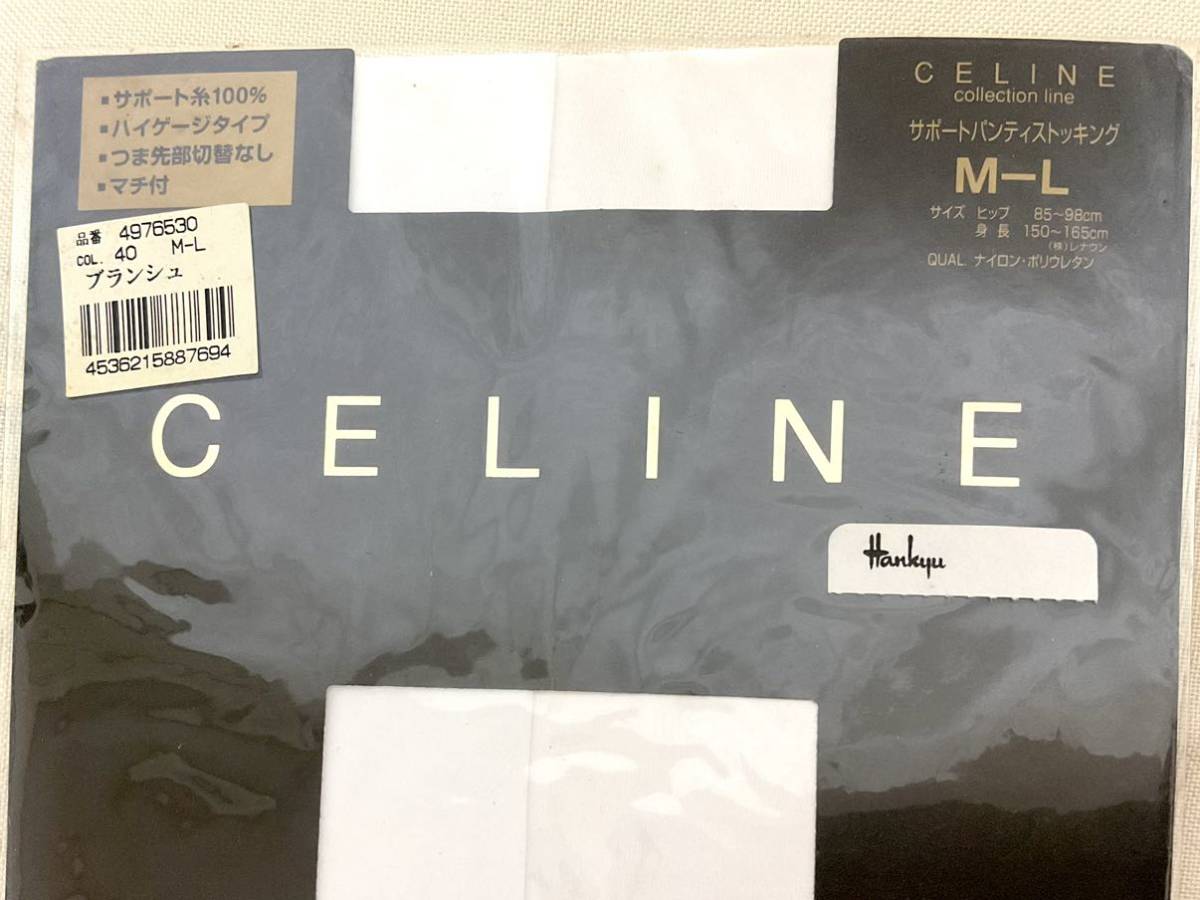 ▪サポート糸100%
▪ハイゲージタイプ
▪つま先部切替なし
▪マチ付
品番 4976530
COL. 40 M-L
ブランシュ
4536215887694
CELINE
collection line
サポートパンティストッキング
M—L
サイズ ヒップ 85~98cm
身長 150~165cm
(株)レナウン
QUAL ナイロン・ポリウレタン
CELINE
Hankyu